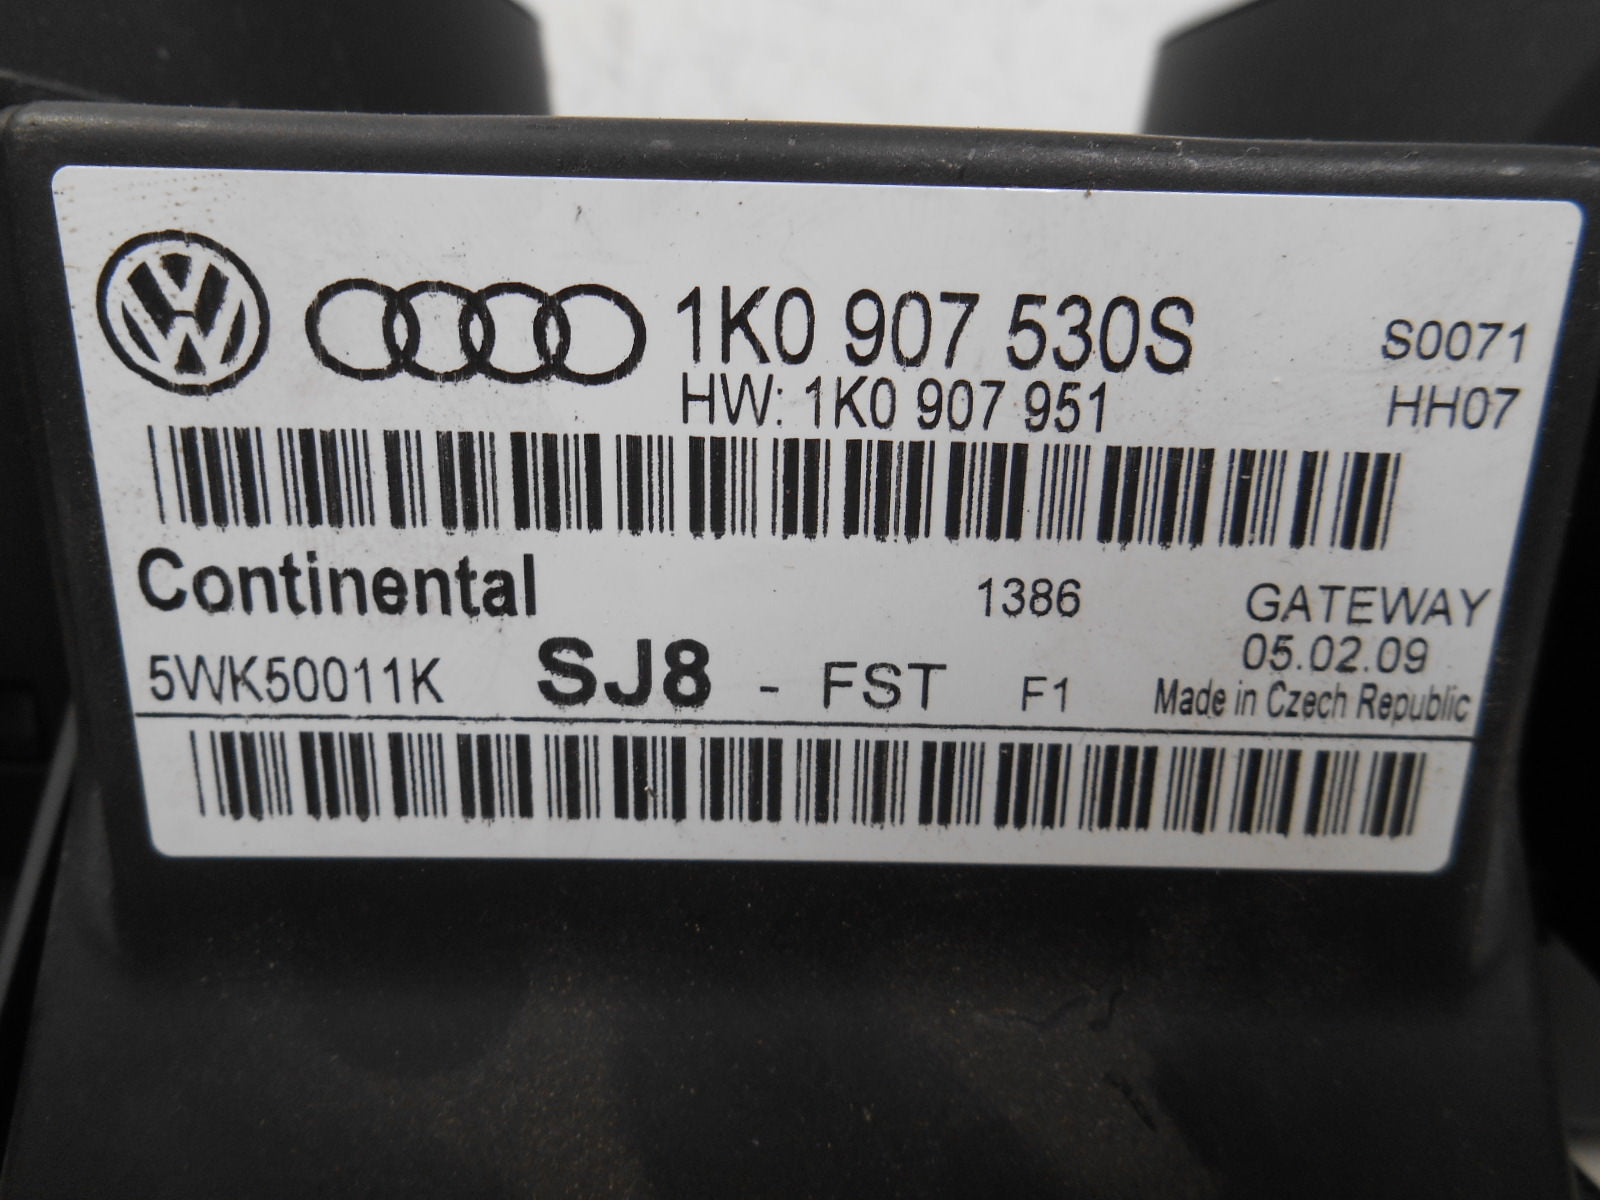 1K0 907 530S S0071
HW: 1K0 907 951 HH07
Continental 1386 GATEWAY
05.02.09
5WK50011K SJ8 - FST F1 Made in Czech Republic